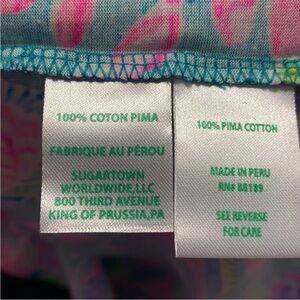 100% COTON PIMA
FABRIQUE AU PÉROU
SUGARTOWN
WORLDWIDE,LLC
800 THIRD AVENUE
KING OF PRUSSIA,PA
100% PIMA COTTON
MADE IN PERU
RN# 88189
SEE REVERSE
FOR CARE